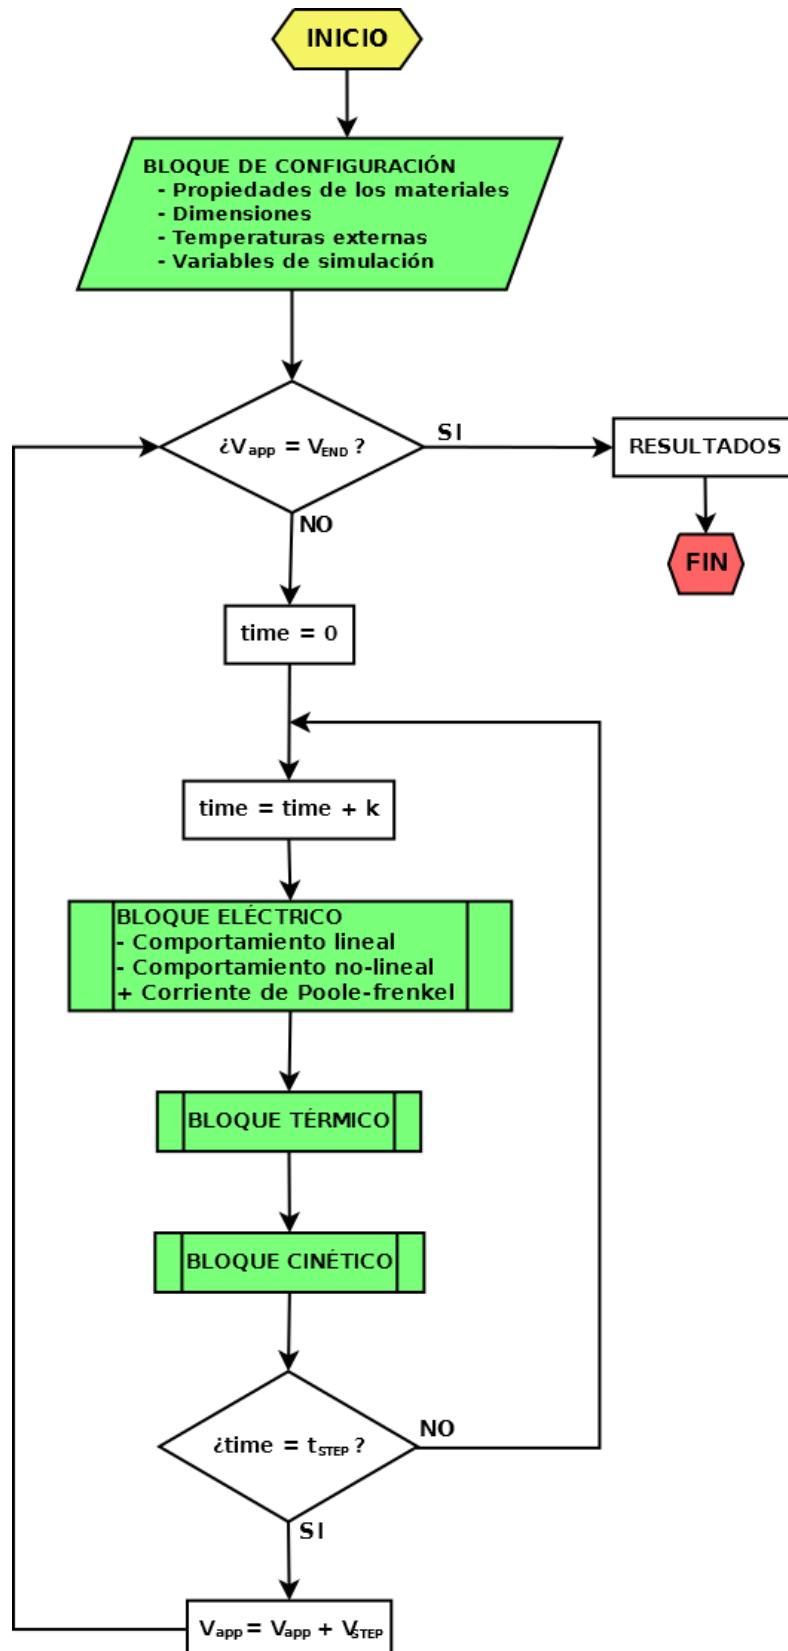 INICIO
BLOQUE DE CONFIGURACIÓN
- Propiedades de los materiales
- Dimensiones
- Temperaturas externas
- Variables de simulación
¿Vapp = VEND ?
SI
RESULTADOS
NO
FIN
time = 0
time = time + k
BLOQUE ELÉCTRICO
- Comportamiento lineal
- Comportamiento no-lineal
+ Corriente de Poole-frenkel
BLOQUE TÉRMICO
BLOQUE CINÉTICO
¿time = tSTEP ?
NO
SI
Vapp = Vapp + VSTEP